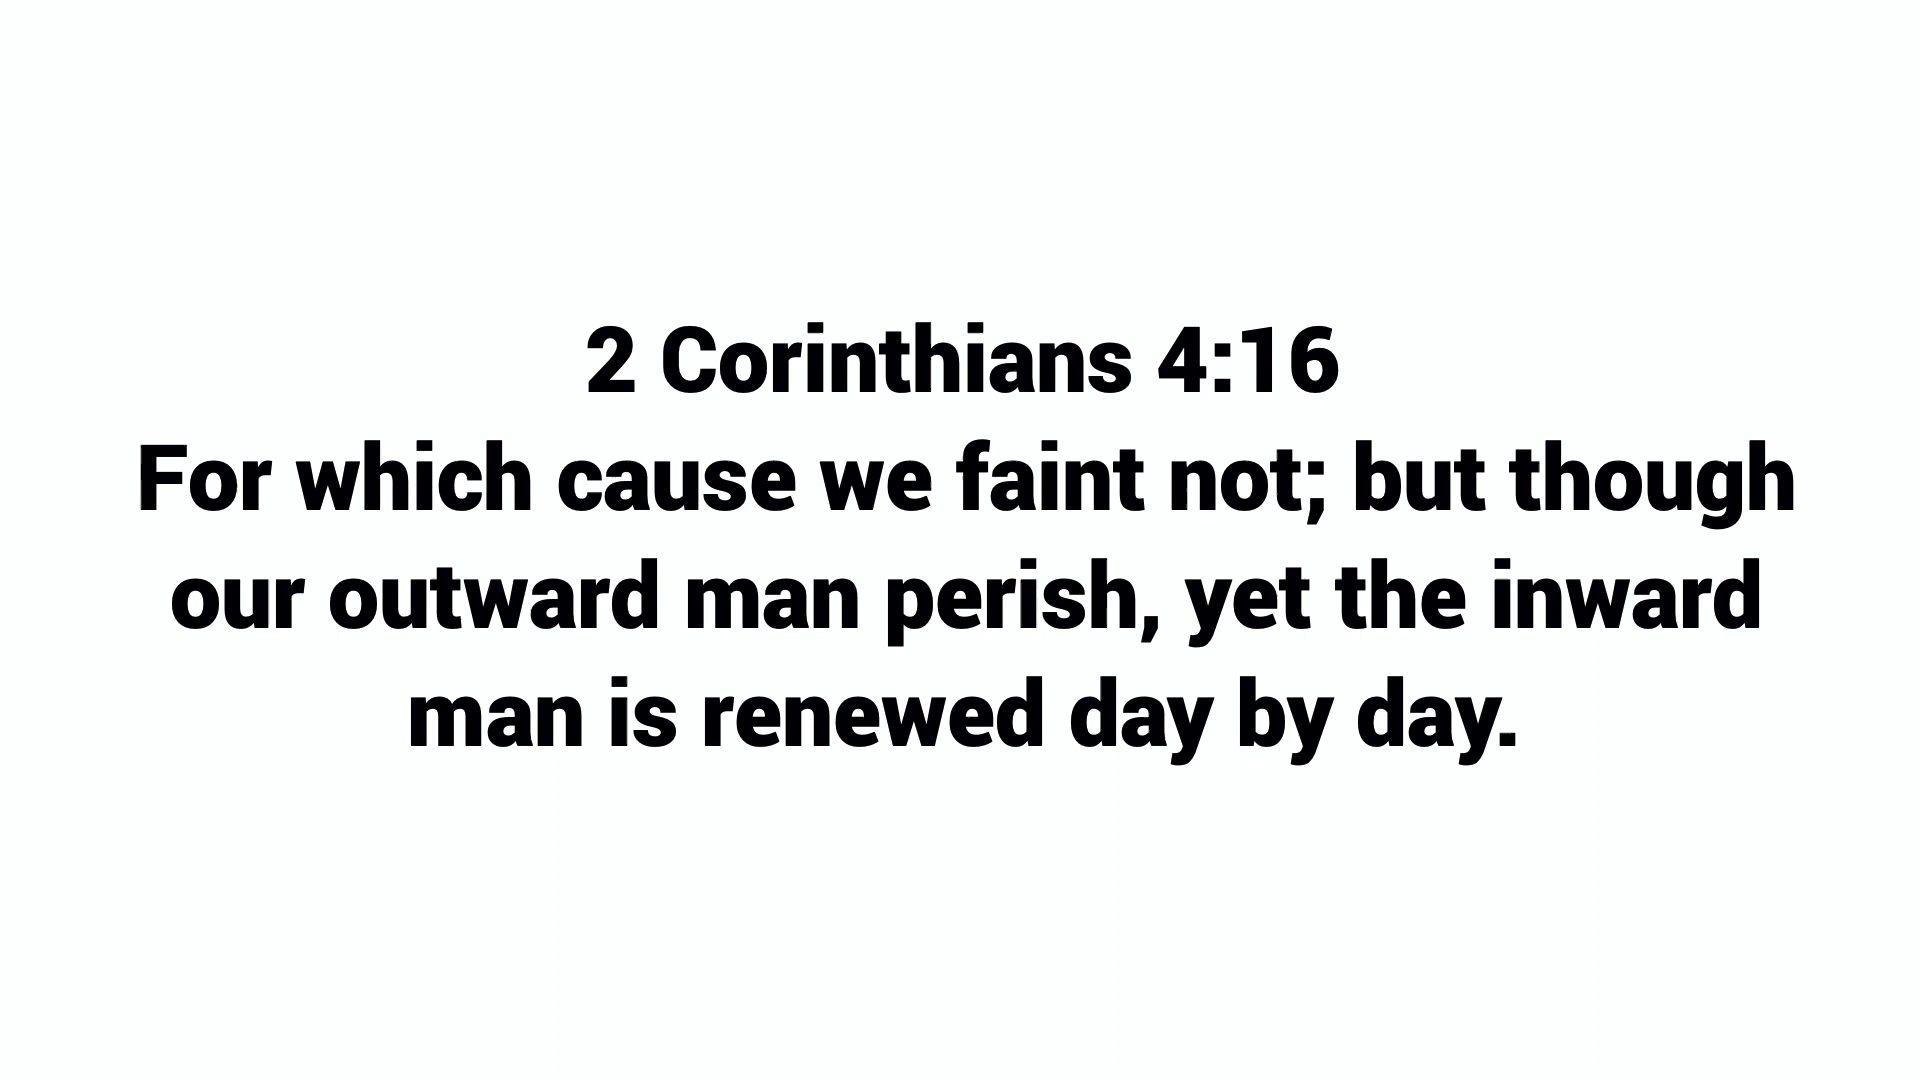 2 Corinthians 4:16
For which cause we faint not; but though
our outward man perish, yet the inward
man is renewed day by day.